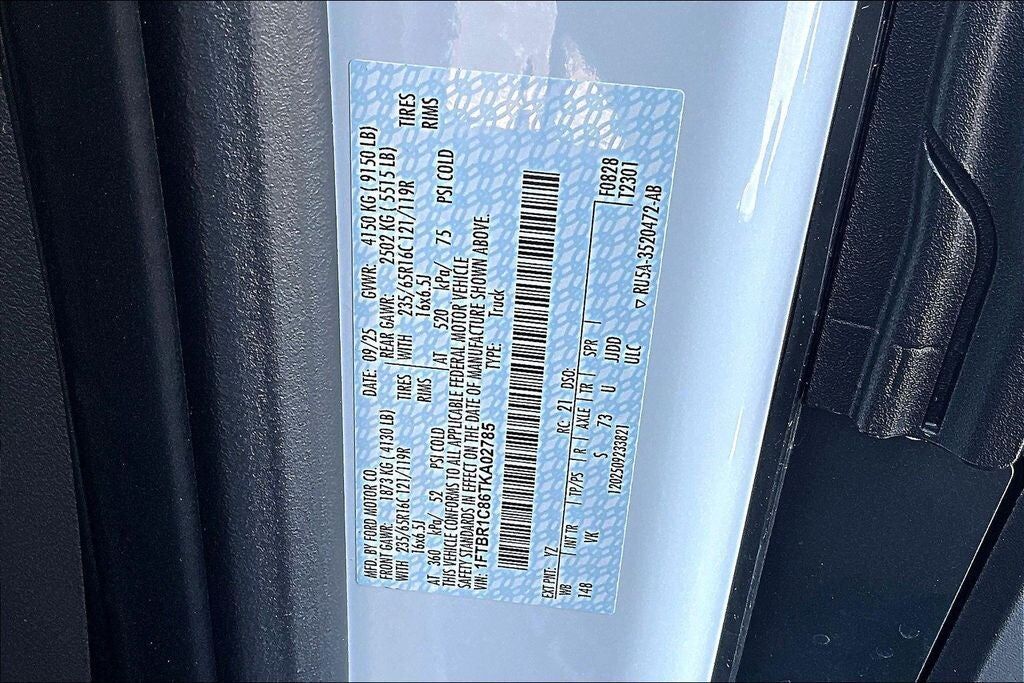 MFD. BY FORD MOTOR CO. DATE: 09/25 GVWR: 4150 KG ( 9150 LB)
FRONT GAWR: 1873 KG ( 4130 LB) REAR GAWR: 2502 KG ( 5515 LB)
WITH 235/65R16C 121/119R TIRES WITH 235/65R16C 121/119R TIRES
16x6.5J RIMS 16x6.5J RIMS
AT 360 kPa/ 52 PSI COLD AT 520 kPa/ 75 PSI COLD
THIS VEHICLE CONFORMS TO ALL APPLICABLE FEDERAL MOTOR VEHICLE
SAFETY STANDARDS IN EFFECT ON THE DATE OF MANUFACTURE SHOWN ABOVE.
VIN: 1FTBR1C86TKA02785 TYPE: Truck
EXT PNT: YZ RC: 21 DSO: F0828
WB INT TR TP/PS R AXLE TR SPR T2301
148 VK S 73 U JJDD
120250923382 ULC ▽ RU5A-3520472-AB